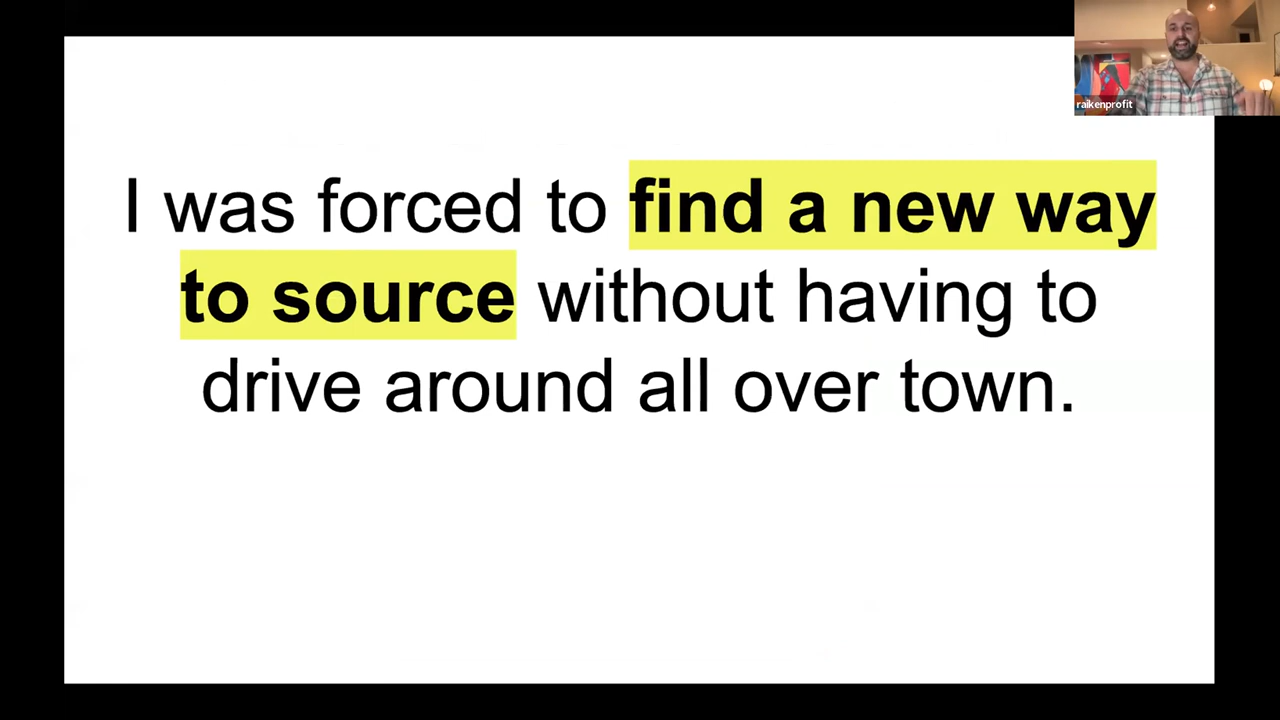 raikenprofit
I was forced to find a new way
to source without having to
drive around all over town.